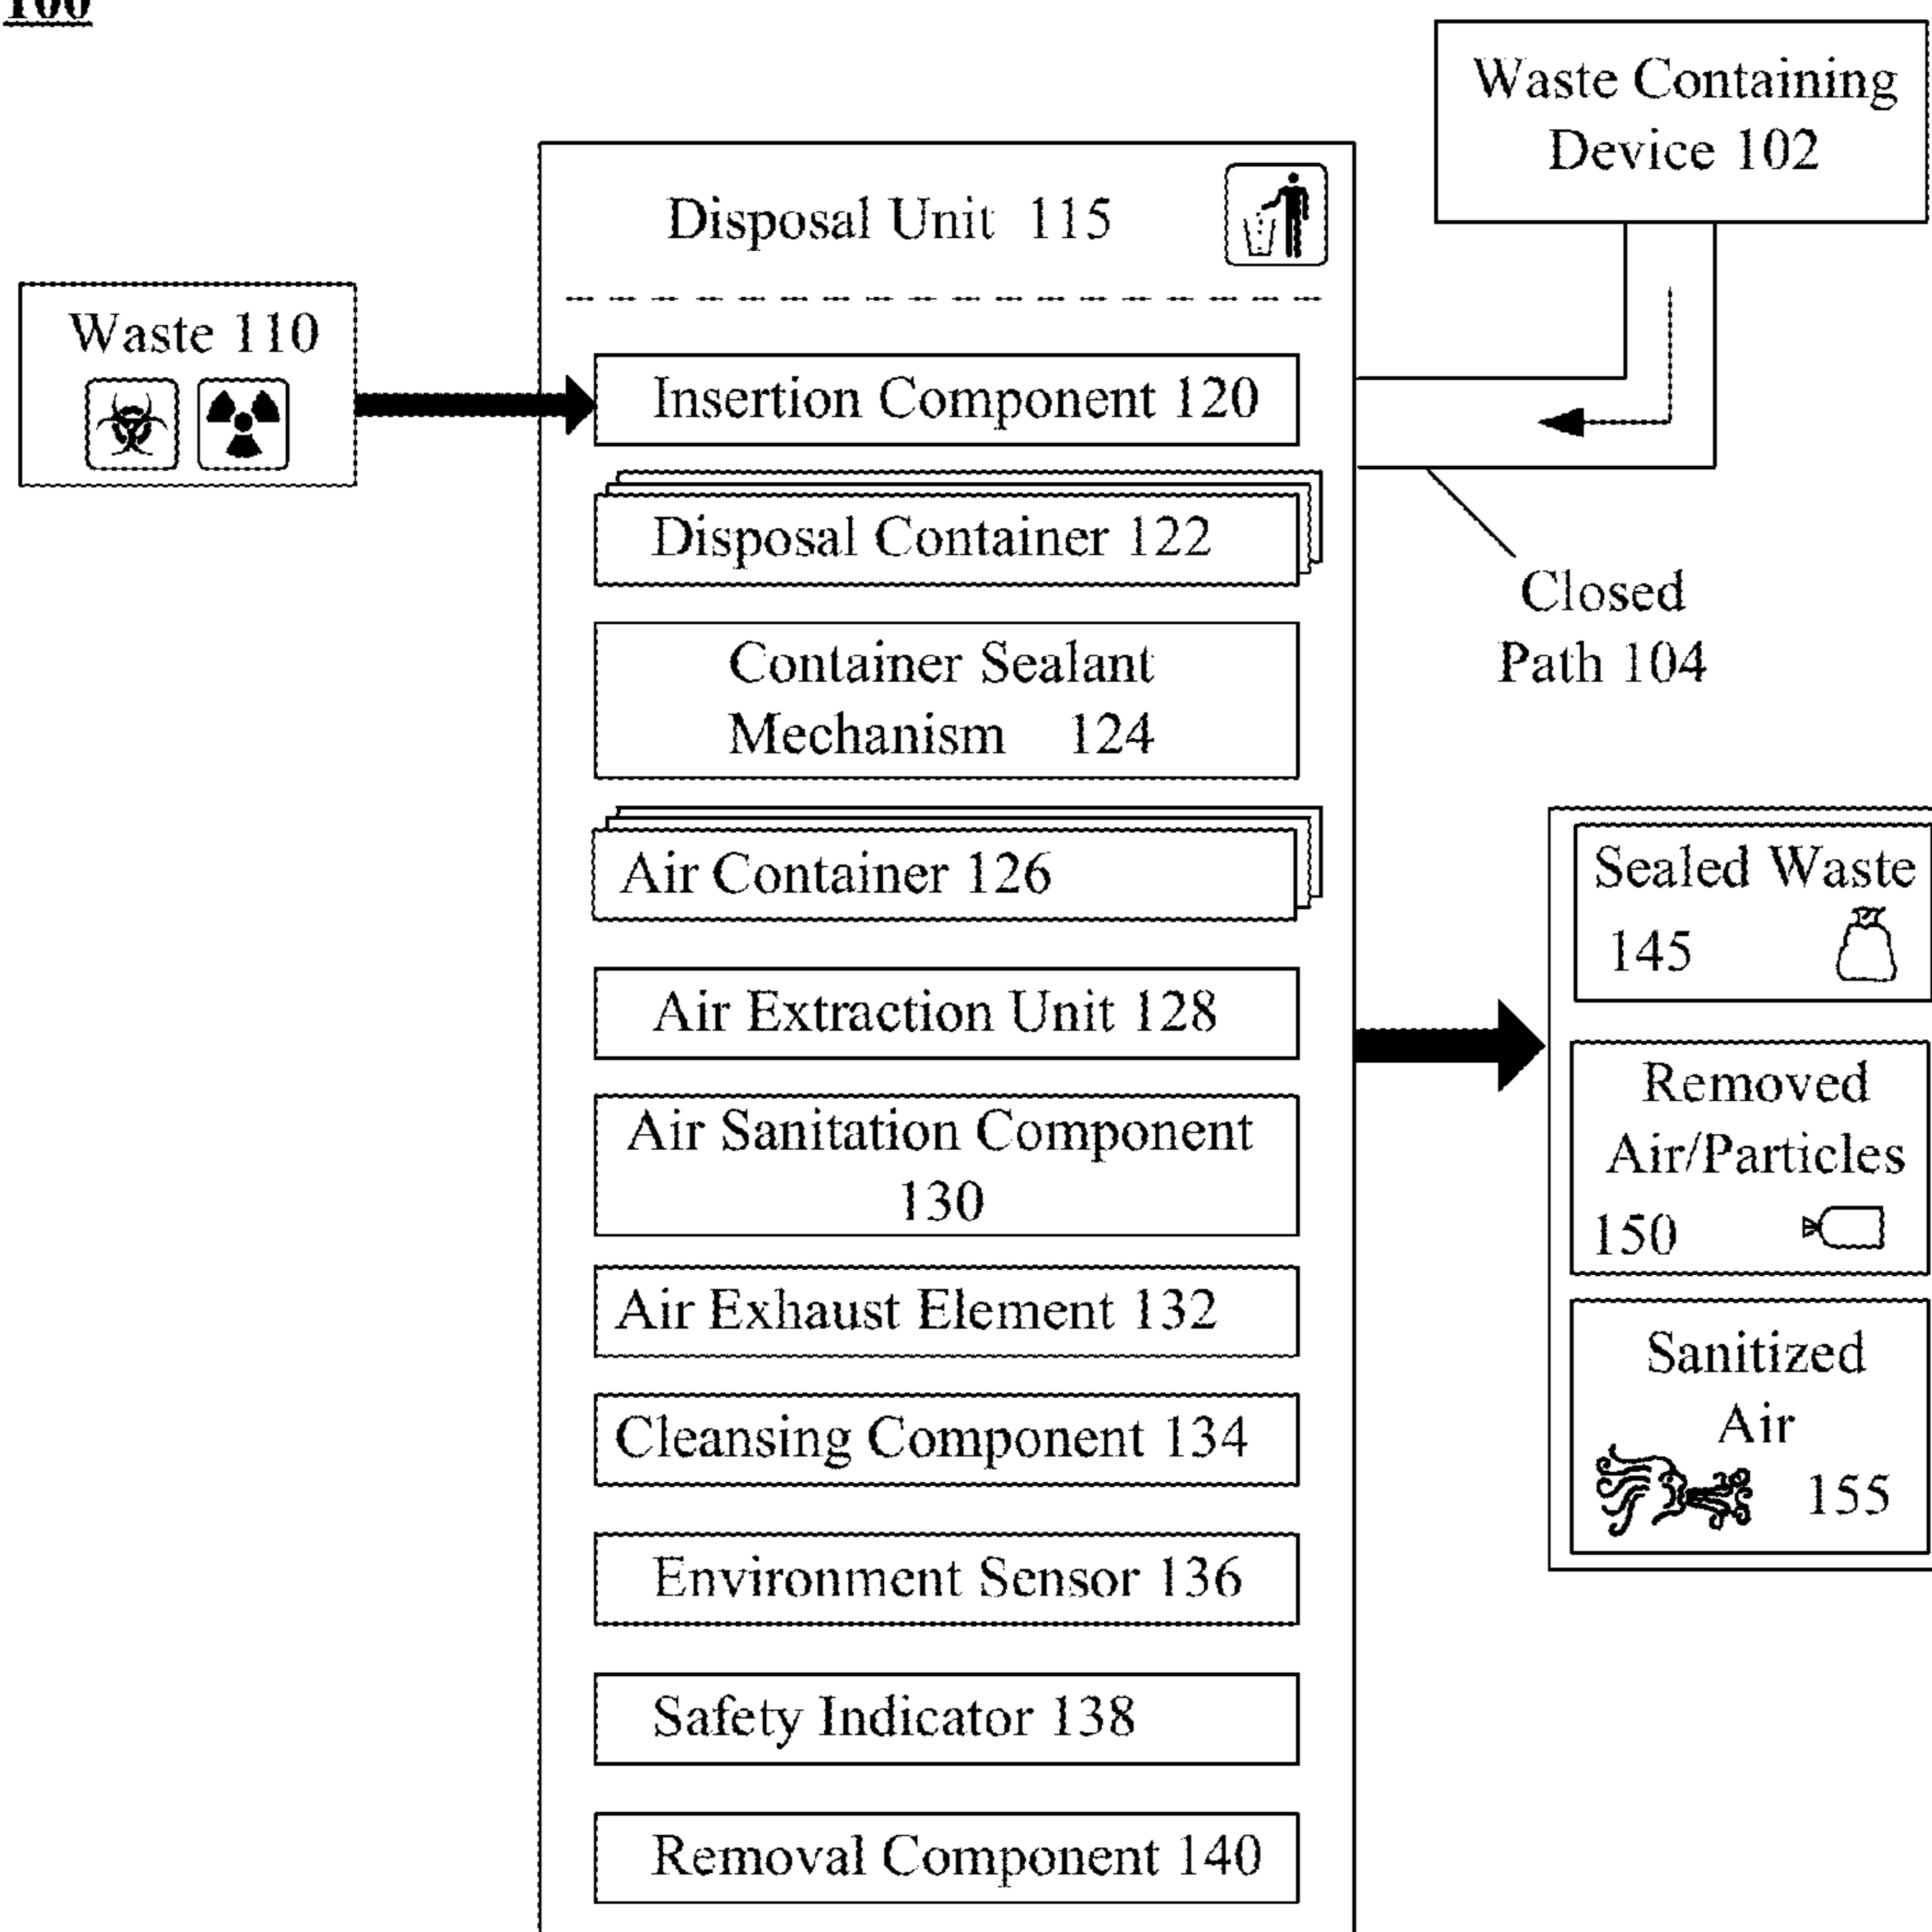 100
Waste Containing
Device 102
Disposal Unit 115
Waste 110
Insertion Component 120
Disposal Container 122
Closed
Path 104
Container Sealant
Mechanism 124
Air Container 126
Air Extraction Unit 128
Air Sanitation Component
130
Air Exhaust Element 132
Cleansing Component 134
Environment Sensor 136
Safety Indicator 138
Removal Component 140
Sealed Waste
145
Removed
Air/Particles
150
Sanitized
Air
155